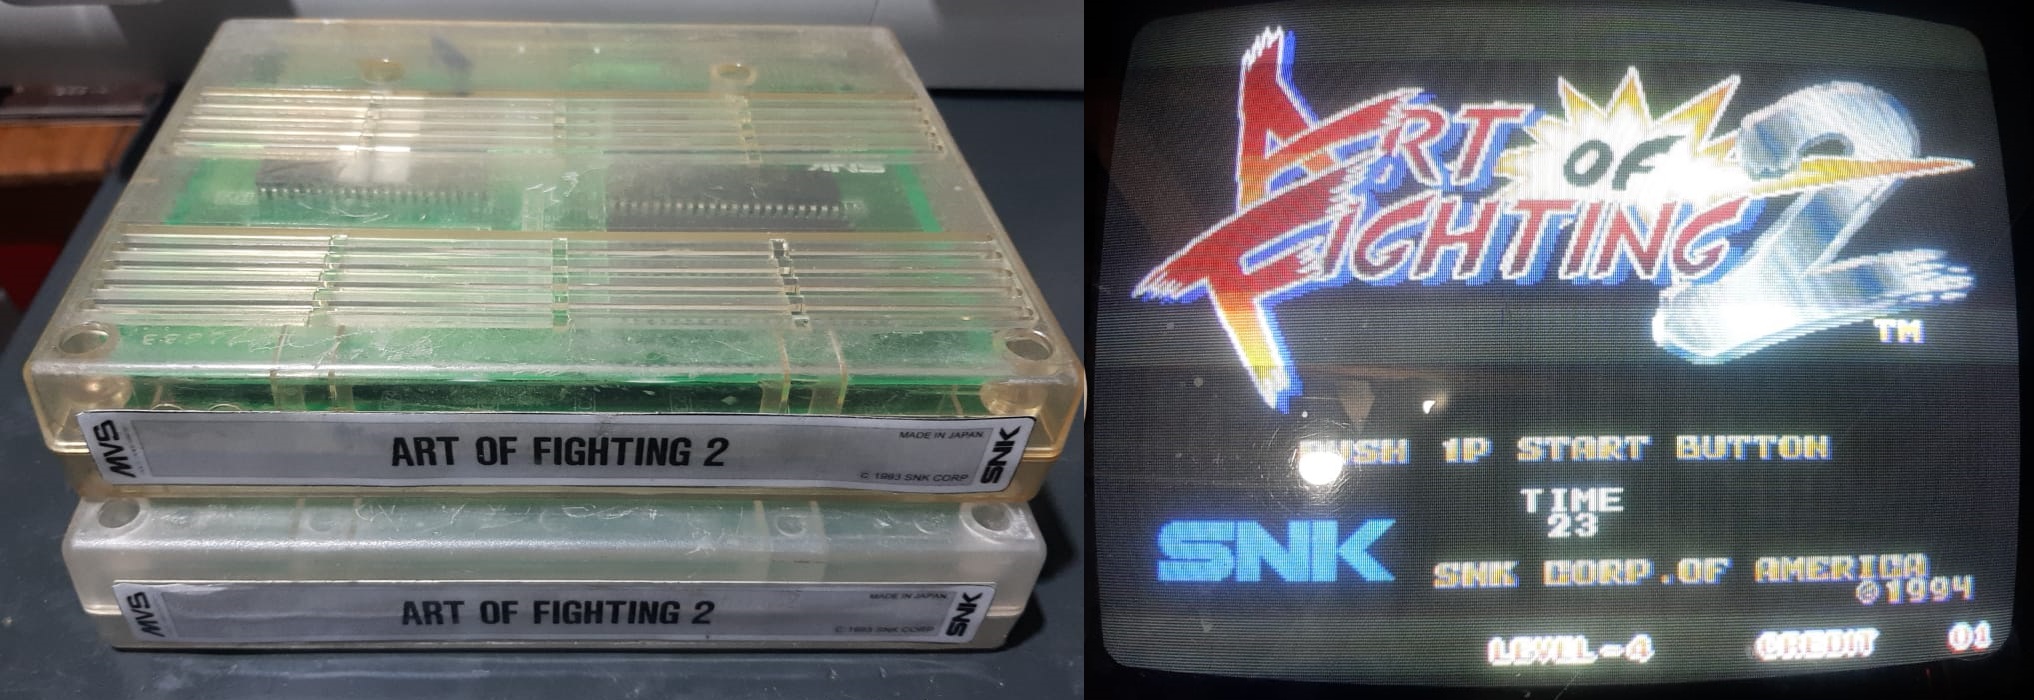 SNK
MVS
ART OF FIGHTING 2
MADE IN JAPAN
© 1993 SNK CORP
SNK
MVS
ART OF FIGHTING 2
MADE IN JAPAN
© 1993 SNK CORP
SNK
ART OF
FIGHTING 2
TM
PUSH 1P START BUTTON
TIME
23
SNK
SNK CORP.OF AMERICA
©1994
LEVEL-4
CREDIT 01